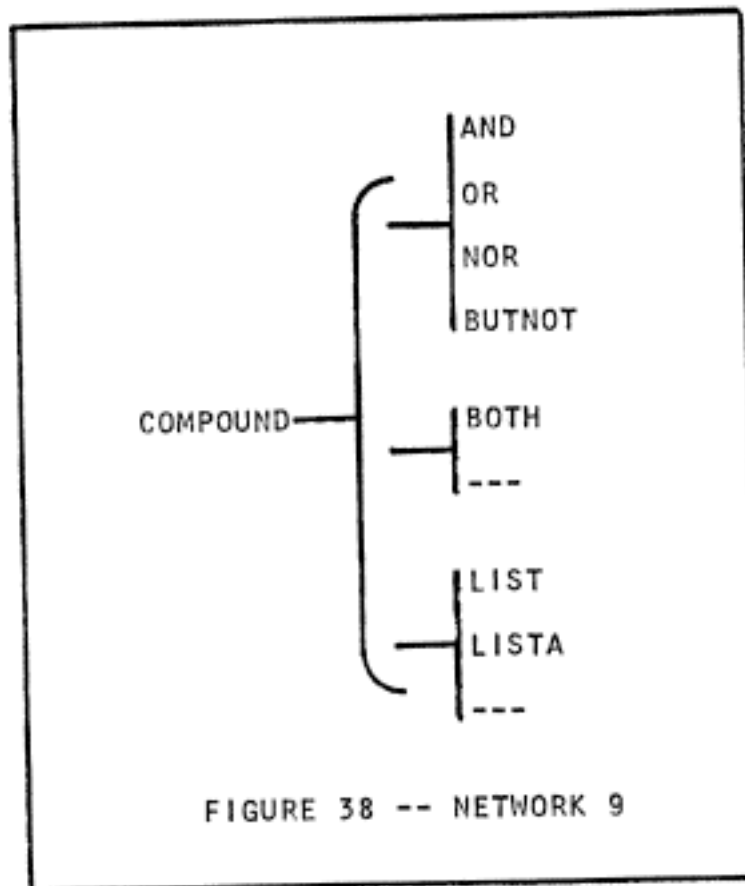 AND
OR
NOR
BUTNOT
COMPOUND
BOTH
---
LIST
LISTA
---
FIGURE 38 -- NETWORK 9